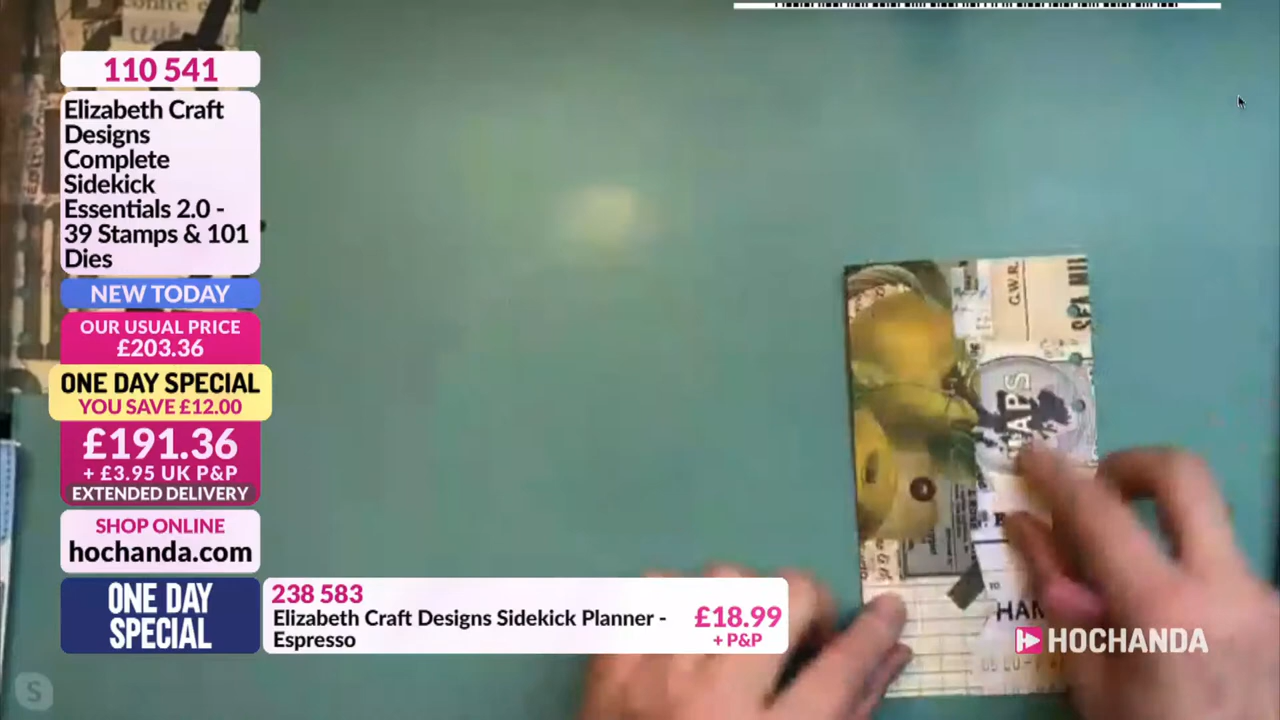 110 541
Elizabeth Craft
Designs
Complete
Sidekick
Essentials 2.0 -
39 Stamps & 101
Dies
NEW TODAY
OUR USUAL PRICE
£203.36
ONE DAY SPECIAL
YOU SAVE £12.00
£191.36
+ £3.95 UK P&P
EXTENDED DELIVERY
SHOP ONLINE
hochanda.com
ONE DAY
SPECIAL
238 583
Elizabeth Craft Designs Sidekick Planner -
Espresso
£18.99
+ P&P
G.W.R.
TO
HAM
HOCHANDA
S